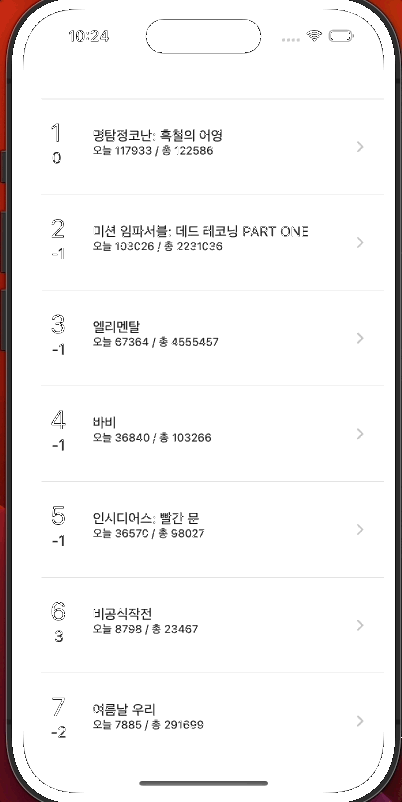 10:24
1
명탐정코난: 흑철의 어영
0
오늘 117933 / 총 122586
2
미션 임파서블: 데드 레코닝 PART ONE
-1
오늘 103026 / 총 2231036
3
엘리멘탈
-1
오늘 67364 / 총 4555457
4
바비
-1
오늘 36840 / 총 103266
5
인시디어스: 빨간 문
-1
오늘 36570 / 총 98027
6
비공식작전
3
오늘 8798 / 총 23467
7
여름날 우리
-2
오늘 7885 / 총 291699